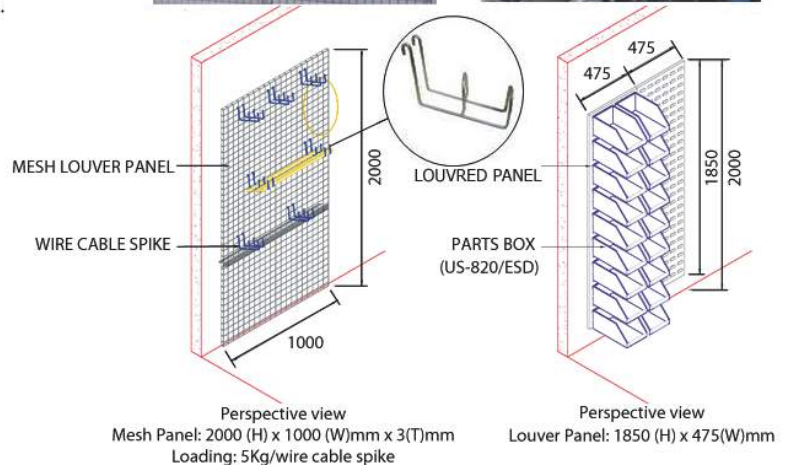 MESH LOUVER PANEL
WIRE CABLE SPIKE
2000
1000
Perspective view
Mesh Panel: 2000 (H) x 1000 (W)mm x 3(T)mm
Loading: 5Kg/wire cable spike
475
475
LOUVRED PANEL
PARTS BOX
(US-820/ESD)
1850
2000
Perspective view
Louver Panel: 1850 (H) x 475(W)mm